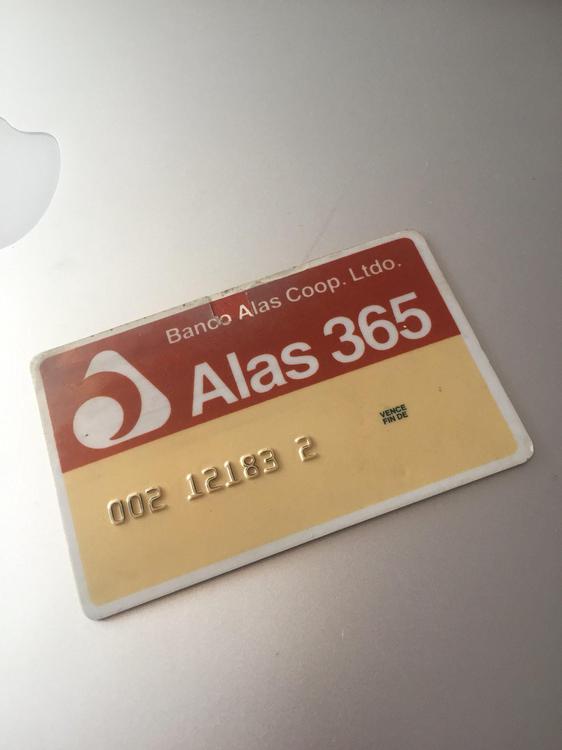 Banco Alas Coop. Ltdo.
Alas 365
VENCE
FIN DE
002 12183 2